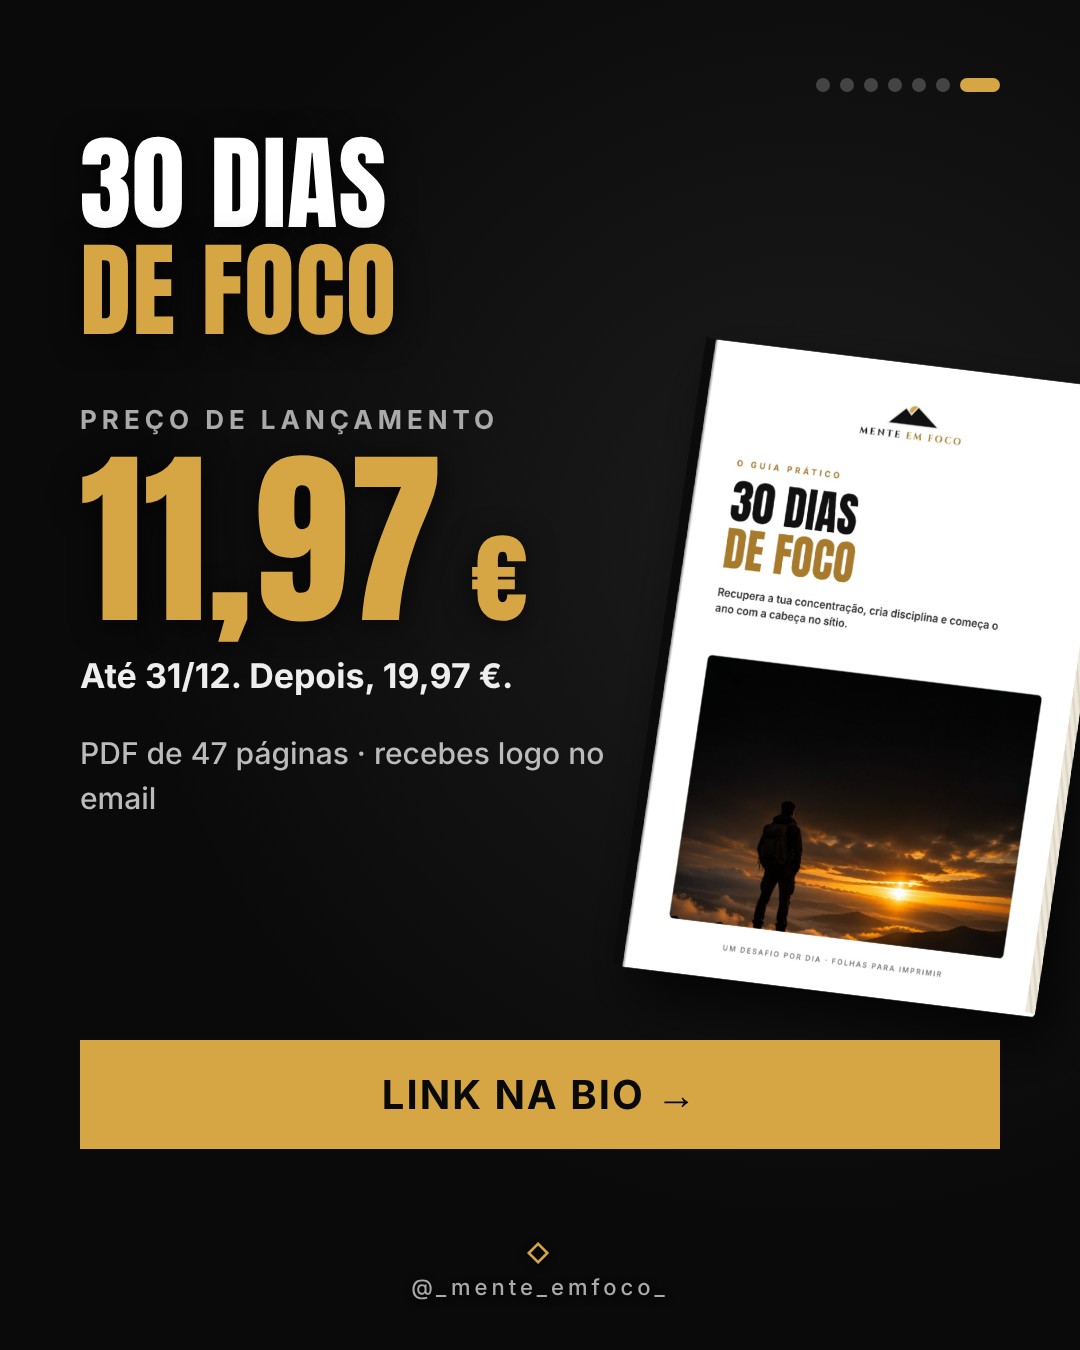 30 DIAS
DE FOCO
PREÇO DE LANÇAMENTO
11,97 €
Até 31/12. Depois, 19,97 €.
PDF de 47 páginas · recebes logo no
email
MENTE EM FOCO
O GUIA PRÁTICO
30 DIAS
DE FOCO
Recupera a tua concentração, cria disciplina e começa o
ano com a cabeça no sítio.
UM DESAFIO POR DIA · FOLHAS PARA IMPRIMIR
LINK NA BIO →
@_mente_emfoco_